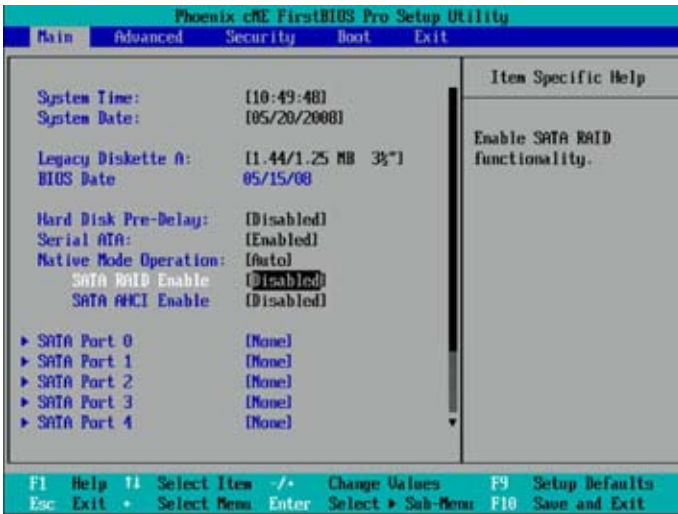 Phoenix cME FirstBIOS Pro Setup Utility
Main Advanced Security Boot Exit
Item Specific Help
System Time: [10:49:48]
System Date: [05/20/2008]
Enable SATA RAID
functionality.
Legacy Diskette A: [1.44/1.25 MB 3½"]
BIOS Date 05/15/08
Hard Disk Pre-Delay: [Disabled]
Serial ATA: [Enabled]
Native Mode Operation: [Auto]
SATA RAID Enable [Disabled]
SATA AHCI Enable [Disabled]
SATA Port 0 [None]
SATA Port 1 [None]
SATA Port 2 [None]
SATA Port 3 [None]
SATA Port 4 [None]
F1 Help ↑↓ Select Item -/+ Change Values F9 Setup Defaults
Esc Exit Select Menu Enter Select ▶ Sub-Menu F10 Save and Exit